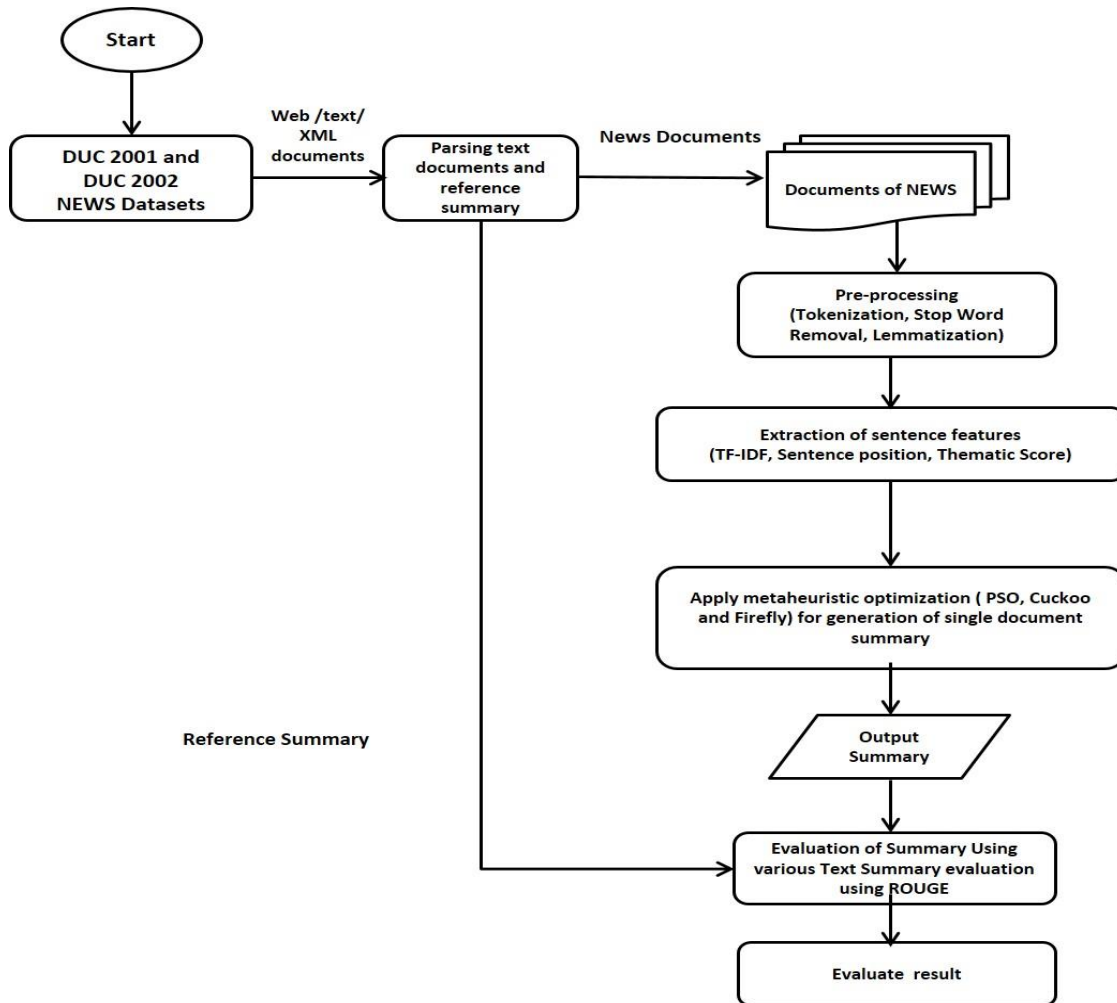 Start
DUC 2001 and
DUC 2002
NEWS Datasets
Web /text/
XML
documents
Parsing text
documents and
reference
summary
News Documents
Documents of NEWS
Pre-processing
(Tokenization, Stop Word
Removal, Lemmatization)
Extraction of sentence features
(TF-IDF, Sentence position, Thematic Score)
Apply metaheuristic optimization ( PSO, Cuckoo
and Firefly) for generation of single document
summary
Reference Summary
Output
Summary
Evaluation of Summary Using
various Text Summary evaluation
using ROUGE
Evaluate result